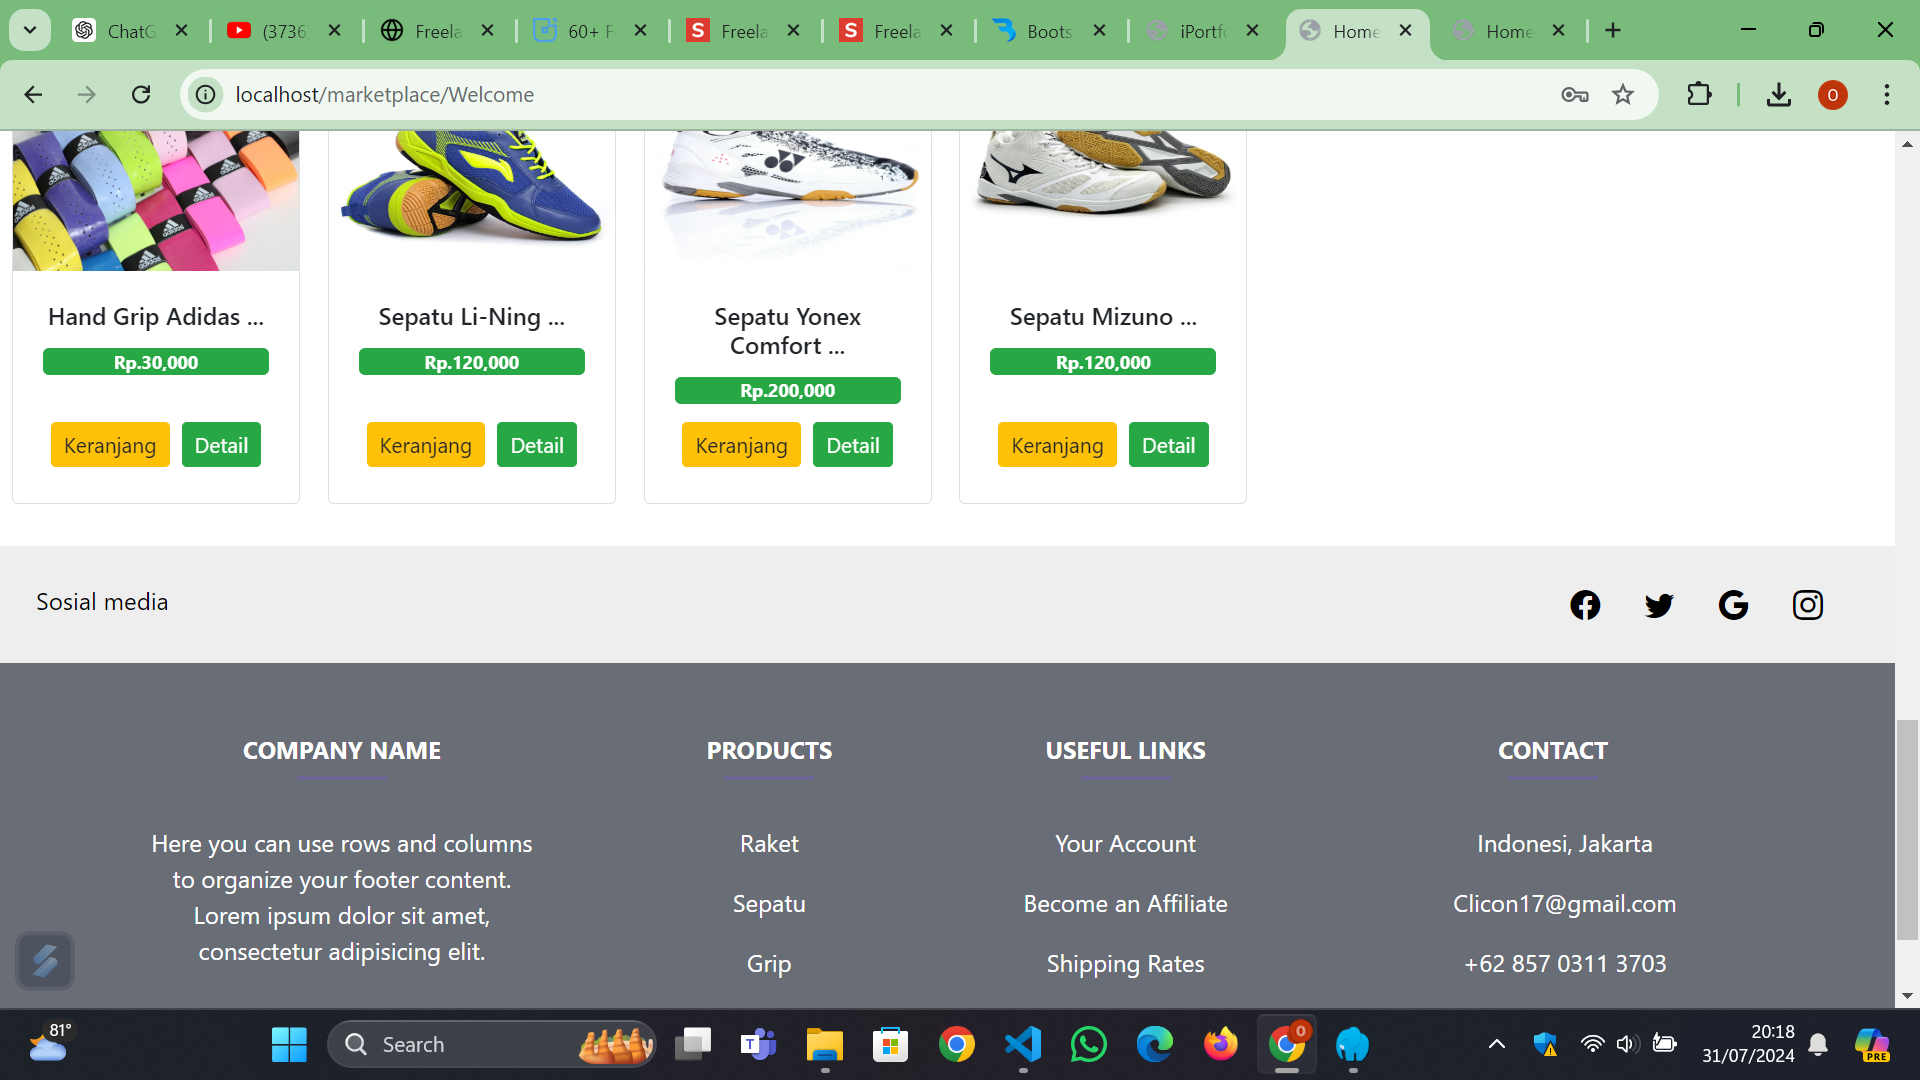 ChatG
(3736
Freela
60+ F
Freela
Freela
Boots
iPortfo
Home
Home
localhost/marketplace/Welcome
O
Hand Grip Adidas ...
Rp.30,000
Keranjang Detail
Sepatu Li-Ning ...
Rp.120,000
Keranjang Detail
Sepatu Yonex
Comfort ...
Rp.200,000
Keranjang Detail
Sepatu Mizuno ...
Rp.120,000
Keranjang Detail
Sosial media
COMPANY NAME
Here you can use rows and columns
to organize your footer content.
Lorem ipsum dolor sit amet,
consectetur adipisicing elit.
PRODUCTS
Raket
Sepatu
Grip
USEFUL LINKS
Your Account
Become an Affiliate
Shipping Rates
CONTACT
Indonesi, Jakarta
Clicon17@gmail.com
+62 857 0311 3703
81°
Search
0
20:18
31/07/2024
PRE